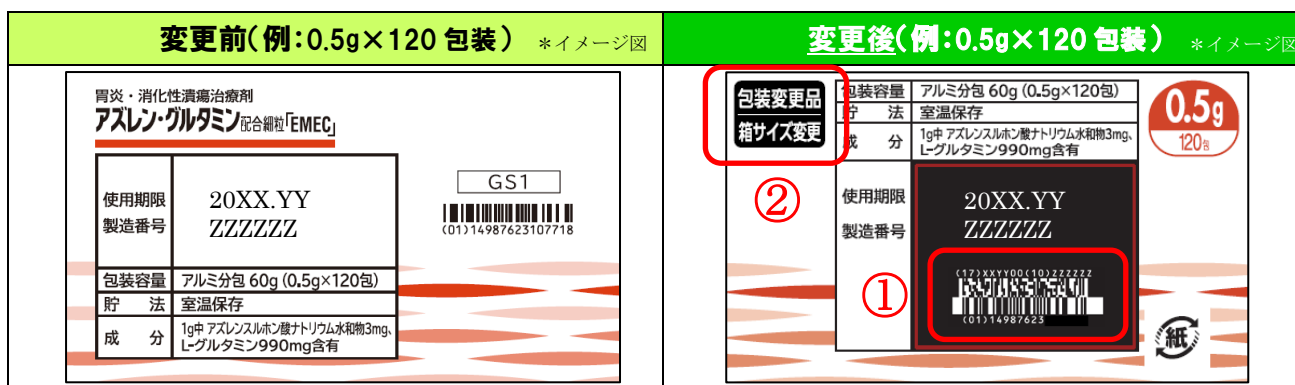 変更前(例:0.5g×120 包装) *イメージ図
胃炎・消化性潰瘍治療剤
アズレン・グルタミン配合細粒「EMEC」
使用期限 20XX.YY
製造番号 ZZZZZZ
GS1
(01)14987623107718
包装容量 アルミ分包 60g (0.5g×120包)
貯法 室温保存
成分 1g中 アズレンスルホン酸ナトリウム水和物3mg、
L-グルタミン990mg含有
変更後(例:0.5g×120 包装) *イメージ図
包装変更品
箱サイズ変更
②
包装容量 アルミ分包 60g (0.5g×120包)
貯法 室温保存
成分 1g中 アズレンスルホン酸ナトリウム水和物3mg、
L-グルタミン990mg含有
0.5g
120包
使用期限 20XX.YY
製造番号 ZZZZZZ
①
(17)XXYY00(10)ZZZZZZ
(01)14987623
紙